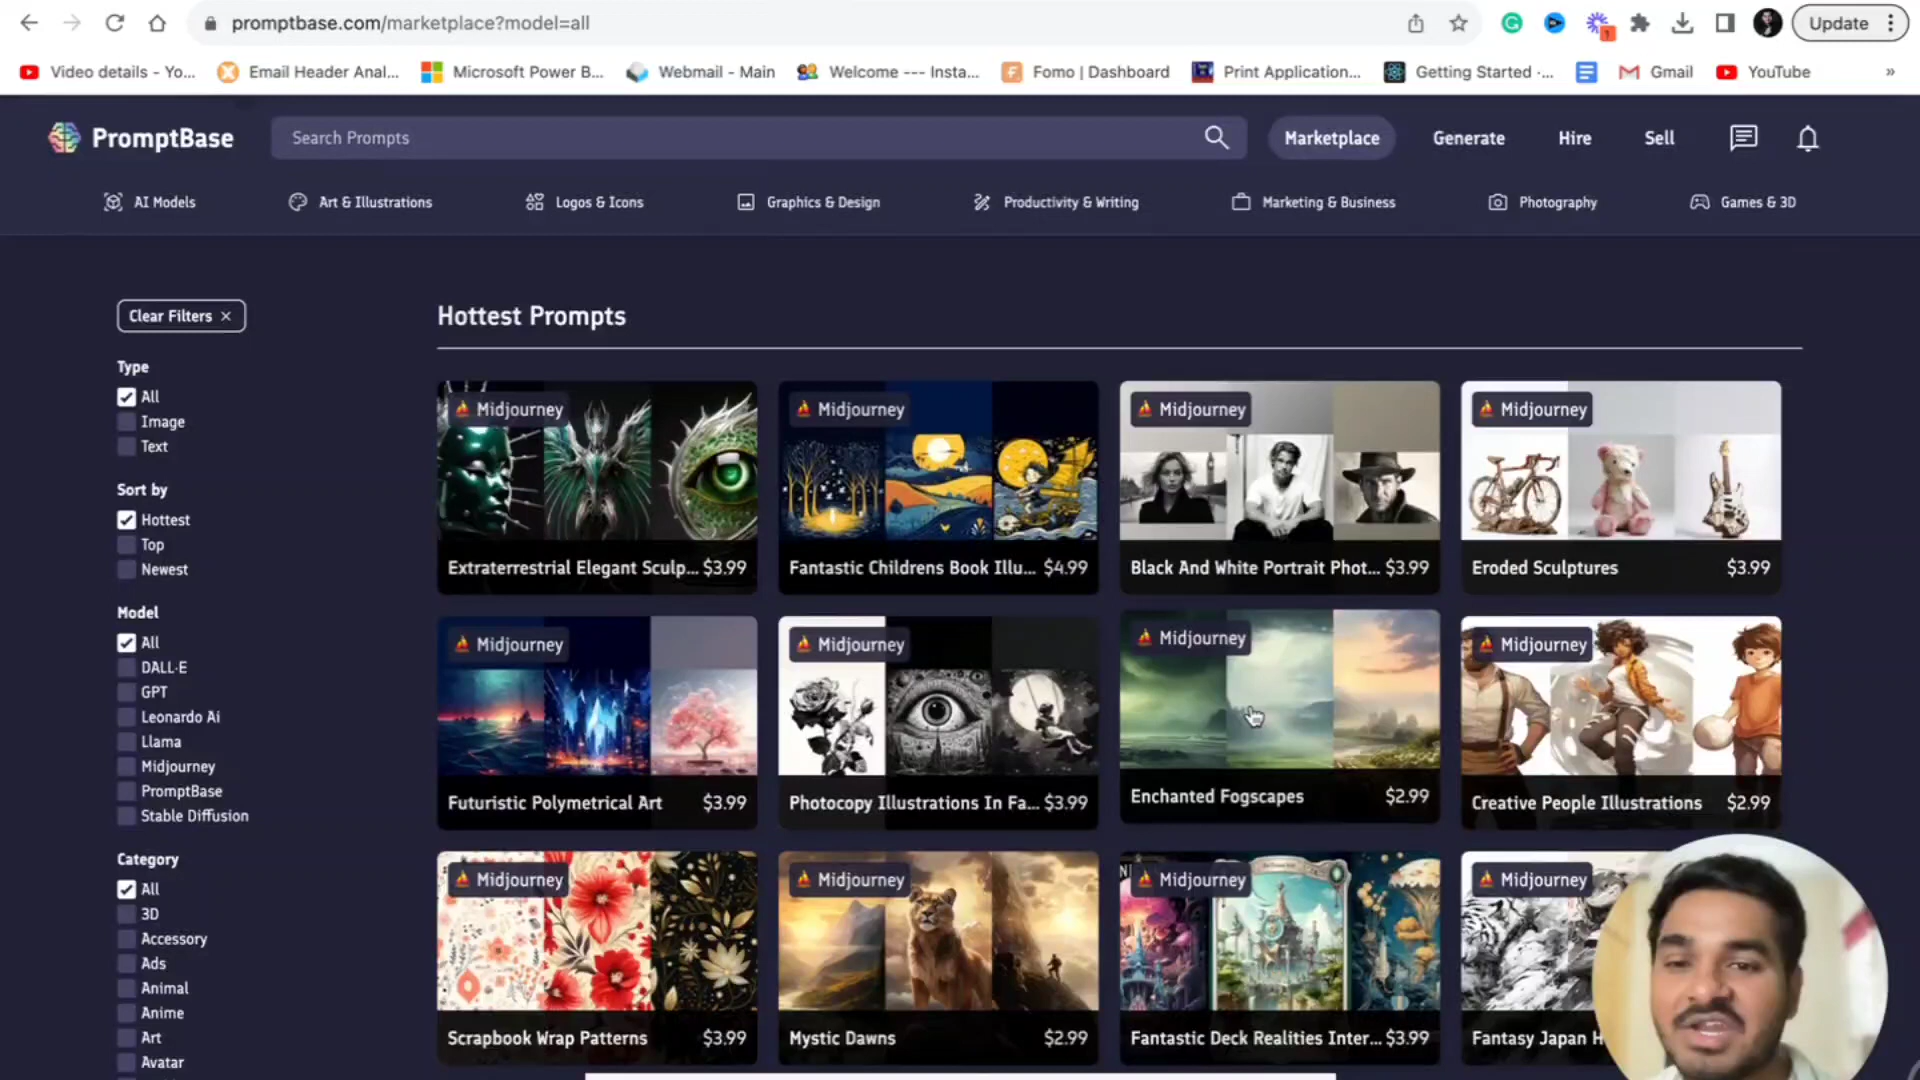 promptbase.com/marketplace?model=all
Update
Video details - Yo...
Email Header Anal...
Microsoft Power B...
Webmail - Main
Welcome --- Insta...
Fomo | Dashboard
Print Application...
Getting Started -...
Gmail
YouTube
»
PromptBase
Search Prompts
Marketplace
Generate
Hire
Sell
AI Models
Art & Illustrations
Logos & Icons
Graphics & Design
Productivity & Writing
Marketing & Business
Photography
Games & 3D
Clear Filters ×
Type
All
Image
Text
Sort by
Hottest
Top
Newest
Model
All
DALL·E
GPT
Leonardo Ai
Llama
Midjourney
PromptBase
Stable Diffusion
Category
All
3D
Accessory
Ads
Animal
Anime
Art
Avatar
Hottest Prompts
Midjourney
Extraterrestrial Elegant Sculp... $3.99
Midjourney
Fantastic Childrens Book Illu... $4.99
Midjourney
Black And White Portrait Phot... $3.99
Midjourney
Eroded Sculptures $3.99
Midjourney
Futuristic Polymetrical Art $3.99
Midjourney
Photocopy Illustrations In Fa... $3.99
Midjourney
Enchanted Fogscapes $2.99
Midjourney
Creative People Illustrations $2.99
Midjourney
Scrapbook Wrap Patterns $3.99
Midjourney
Mystic Dawns $2.99
Midjourney
Fantastic Deck Realities Inter... $3.99
Midjourney
Fantasy Japan H